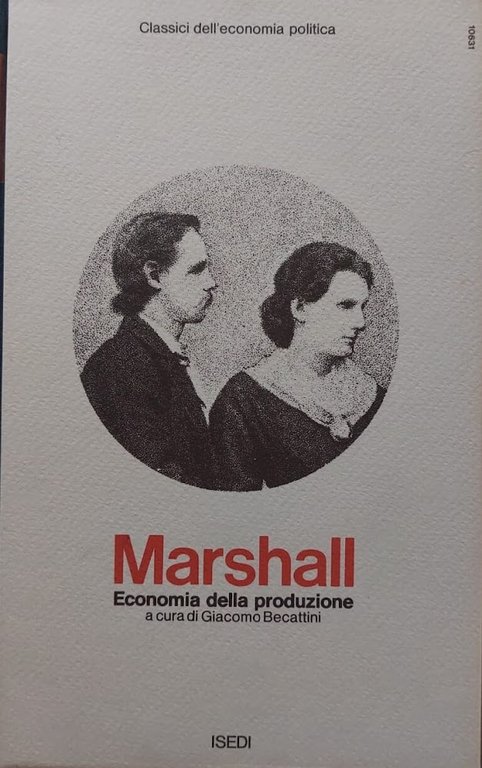 Classici dell'economia politica
10631
Marshall
Economia della produzione
a cura di Giacomo Becattini
ISEDI